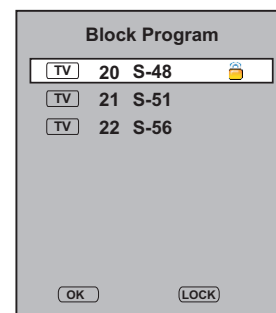 Block Program
TV 20 S-48
TV 21 S-51
TV 22 S-56
OK LOCK